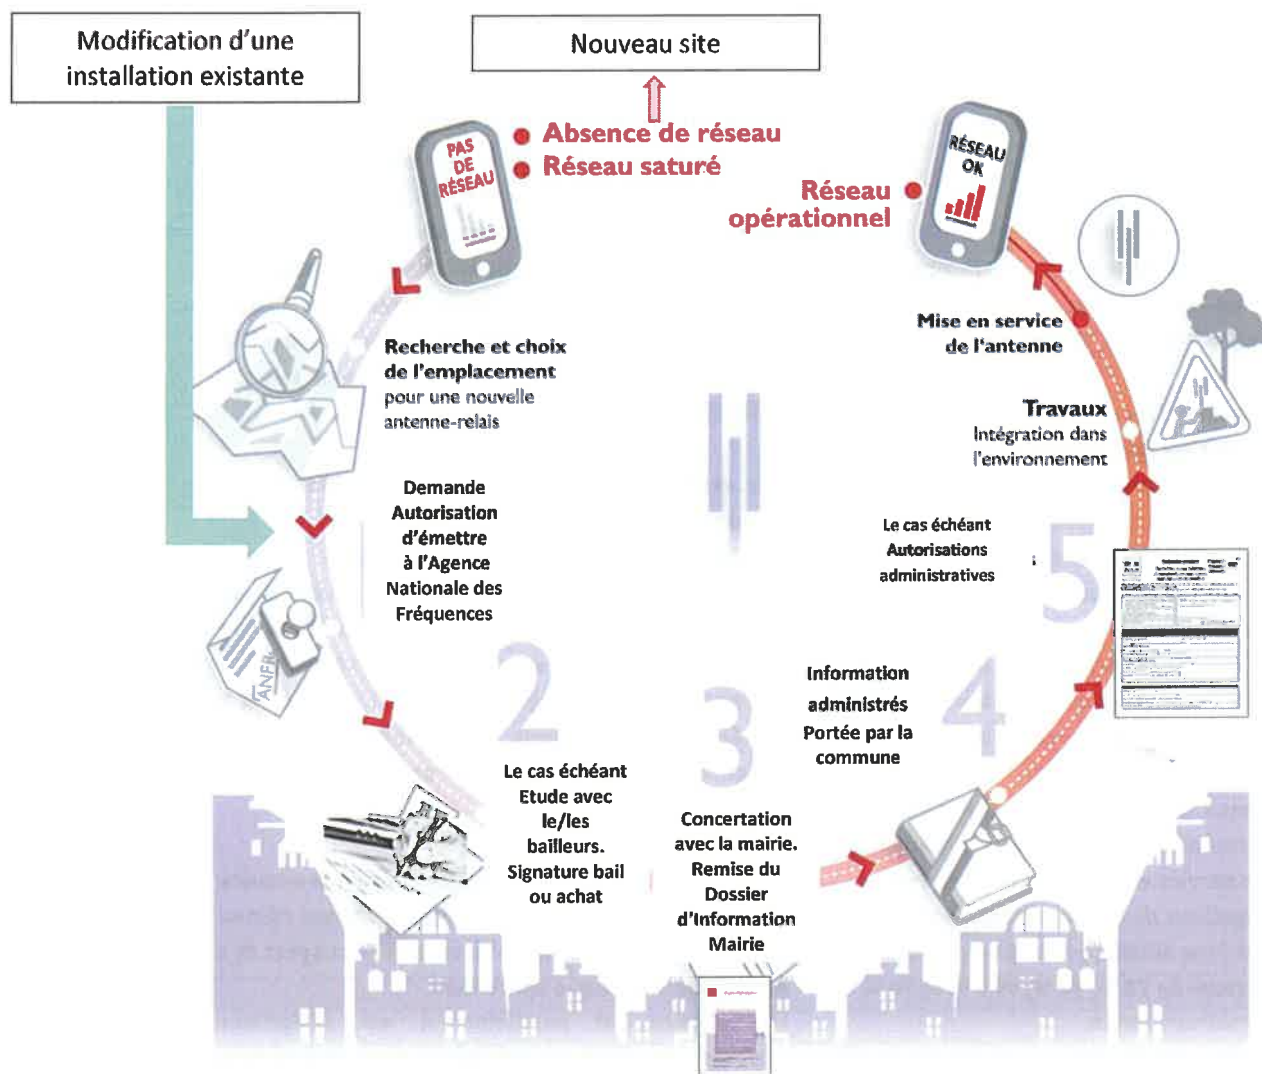 Modification d'une
installation existante
Nouveau site
PAS
DE
RÉSEAU
Absence de réseau
Réseau saturé
Réseau
opérationnel
RÉSEAU
OK
Recherche et choix
de l'emplacement
pour une nouvelle
antenne-relais
Demande
Autorisation
d'émettre
à l'Agence
Nationale des
Fréquences
ANFR
2
Le cas échéant
Etude avec
le/les
bailleurs.
Signature bail
ou achat
3
Concertation
avec la mairie.
Remise du
Dossier
d'Information
Mairie
4
Information
administrés
Portée par la
commune
5
Le cas échéant
Autorisations
administratives
Travaux
Intégration dans
l'environnement
Mise en service
de l'antenne